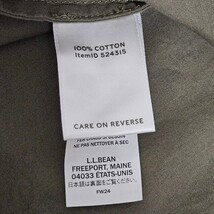 100% COTTON
ItemID 524315
CARE ON REVERSE
NE PAS NETTOYER À SEC
L.L.BEAN
FREEPORT, MAINE
04033 ÉTATS-UNIS
日本語は裏面をご覧ください
FW24